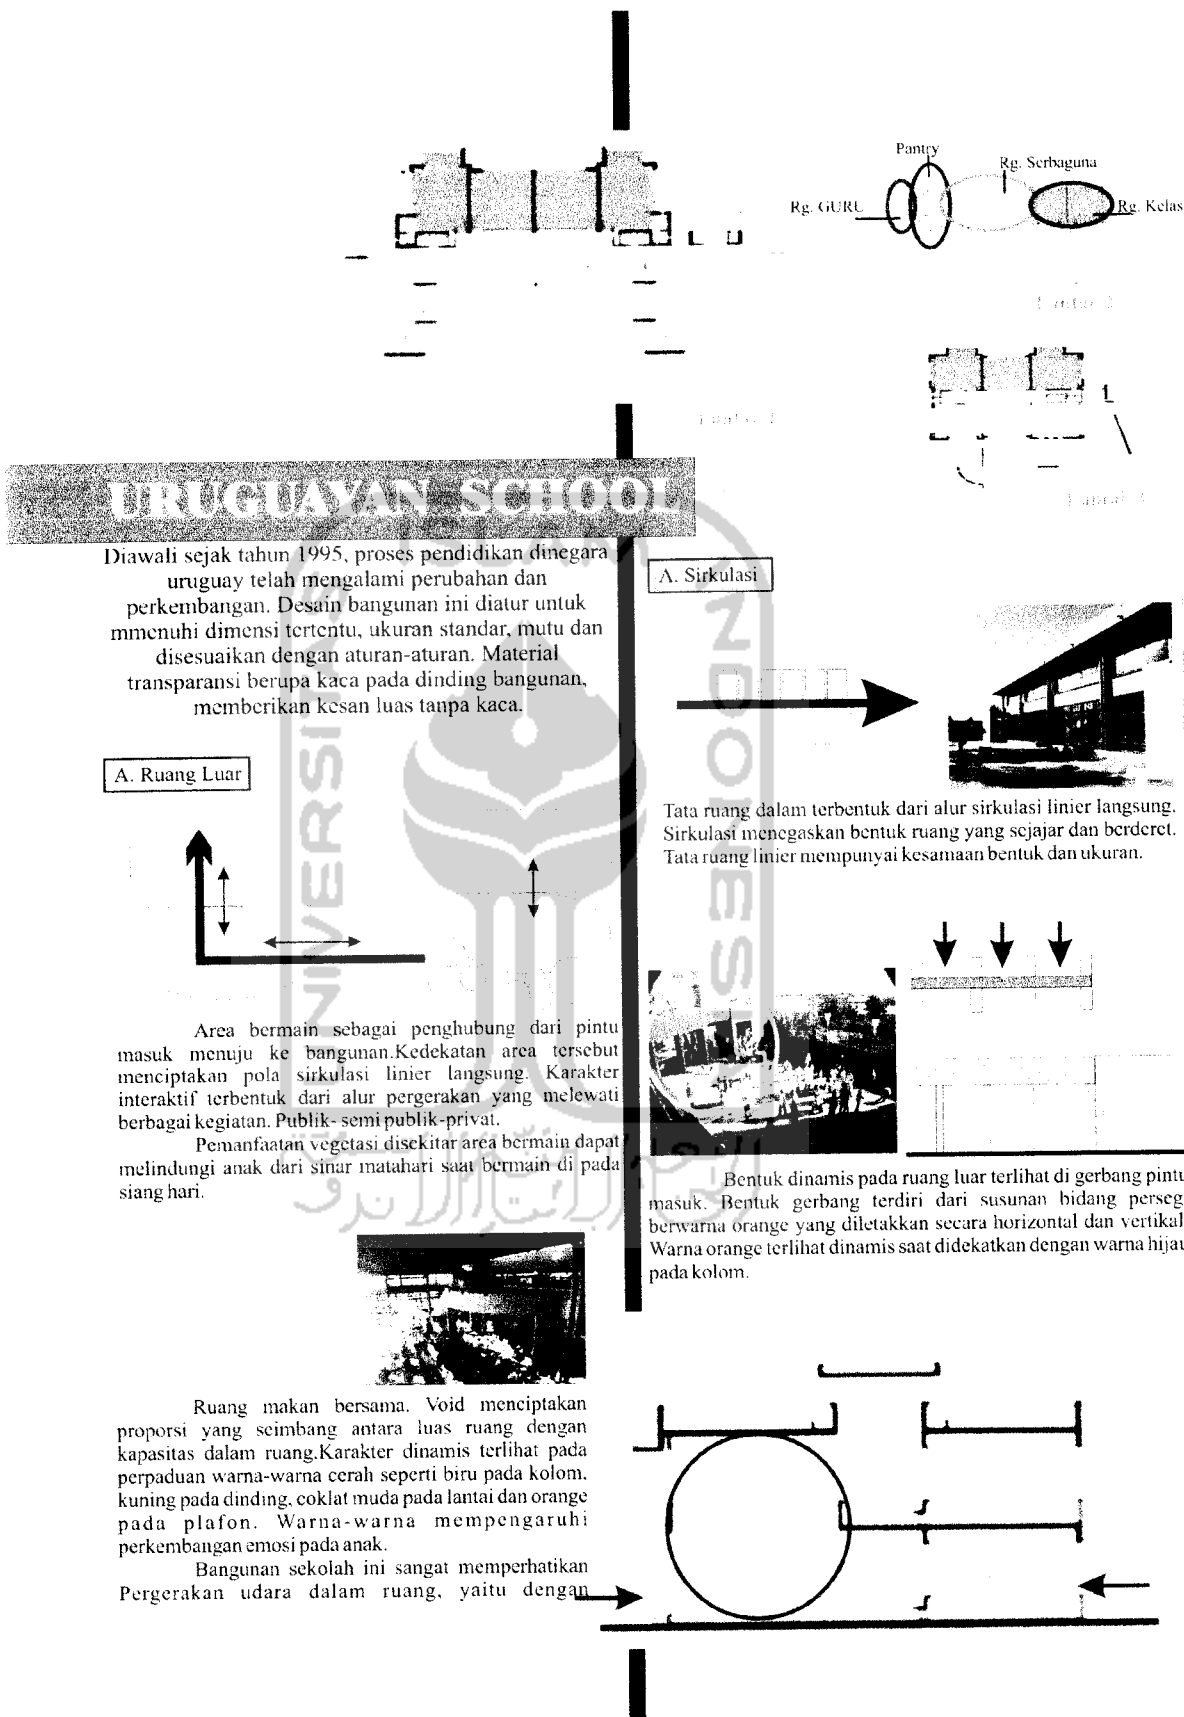 Pantry
Rg. Serbaguna
Rg. GURU
Rg. Kelas
URUGUAYAN SCHOOL
Diawali sejak tahun 1995, proses pendidikan dinegara
uruguay telah mengalami perubahan dan
perkembangan. Desain bangunan ini diatur untuk
mmenuhi dimensi tertentu, ukuran standar, mutu dan
disesuaikan dengan aturan-aturan. Material
transparansi berupa kaca pada dinding bangunan,
memberikan kesan luas tanpa kaca.
A. Ruang Luar
Area bermain sebagai penghubung dari pintu
masuk menuju ke bangunan.Kedekatan area tersebut
menciptakan pola sirkulasi linier langsung. Karakter
interaktif terbentuk dari alur pergerakan yang melewati
berbagai kegiatan. Publik- semi publik-privat.
Pemanfaatan vegetasi disekitar area bermain dapat
melindungi anak dari sinar matahari saat bermain di pada
siang hari.
Ruang makan bersama. Void menciptakan
proporsi yang seimbang antara luas ruang dengan
kapasitas dalam ruang.Karakter dinamis terlihat pada
perpaduan warna-warna cerah seperti biru pada kolom,
kuning pada dinding, coklat muda pada lantai dan orange
pada plafon. Warna-warna mempengaruhi
perkembangan emosi pada anak.
Bangunan sekolah ini sangat memperhatikan
Pergerakan udara dalam ruang, yaitu dengan
A. Sirkulasi
Tata ruang dalam terbentuk dari alur sirkulasi linier langsung.
Sirkulasi menegaskan bentuk ruang yang sejajar dan berderet.
Tata ruang linier mempunyai kesamaan bentuk dan ukuran.
Bentuk dinamis pada ruang luar terlihat di gerbang pintu
masuk. Bentuk gerbang terdiri dari susunan bidang perseg
berwarna orange yang diletakkan secara horizontal dan vertikal
Warna orange terlihat dinamis saat didekatkan dengan warna hijau
pada kolom.
UNIVERSITAS
ISLAM
INDONESIA